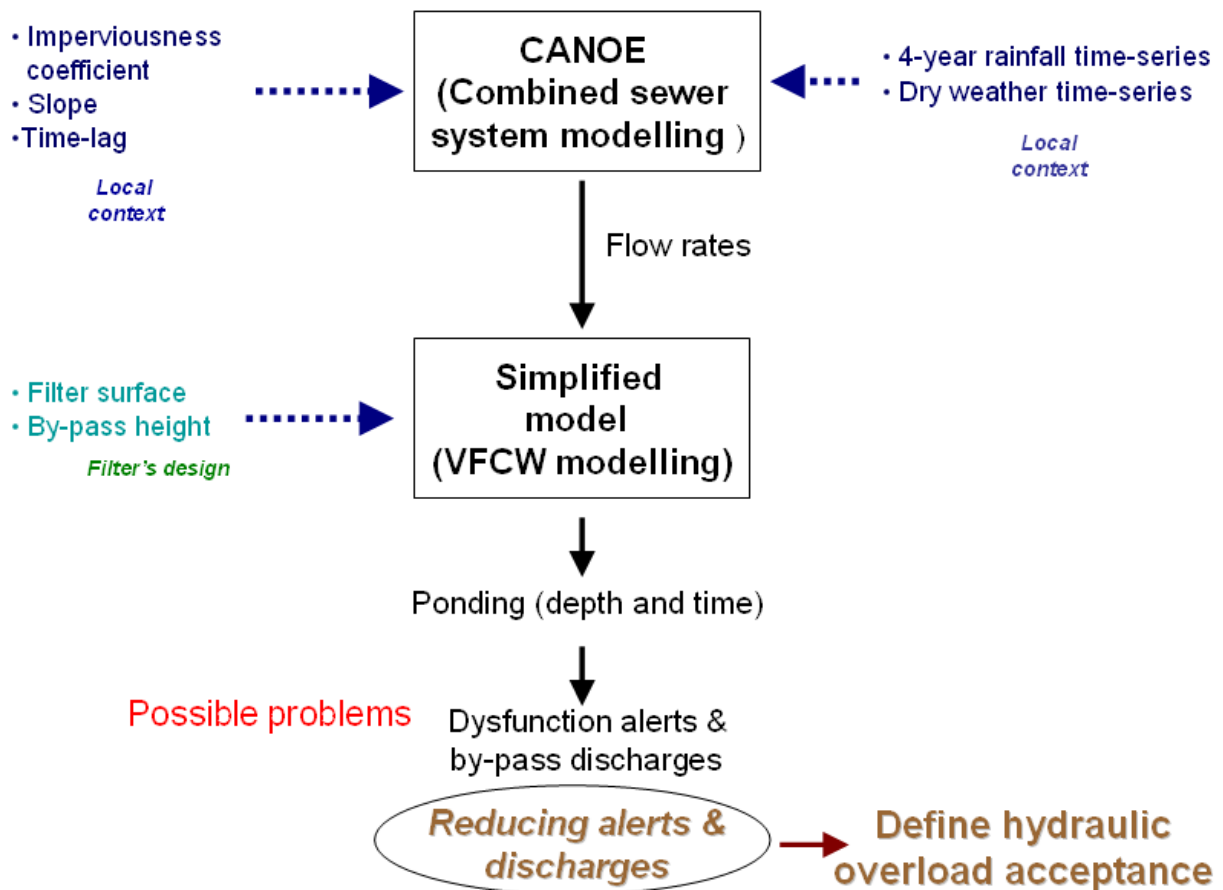 • Imperviousness
coefficient
• Slope
•Time-lag
Local
context
CANOE
(Combined sewer
system modelling )
• 4-year rainfall time-series
• Dry weather time-series
Local
context
Flow rates
• Filter surface
• By-pass height
Filter's design
Simplified
model
(VFCW modelling)
Ponding (depth and time)
Possible problems
Dysfunction alerts &
by-pass discharges
Reducing alerts &
discharges
Define hydraulic
overload acceptance